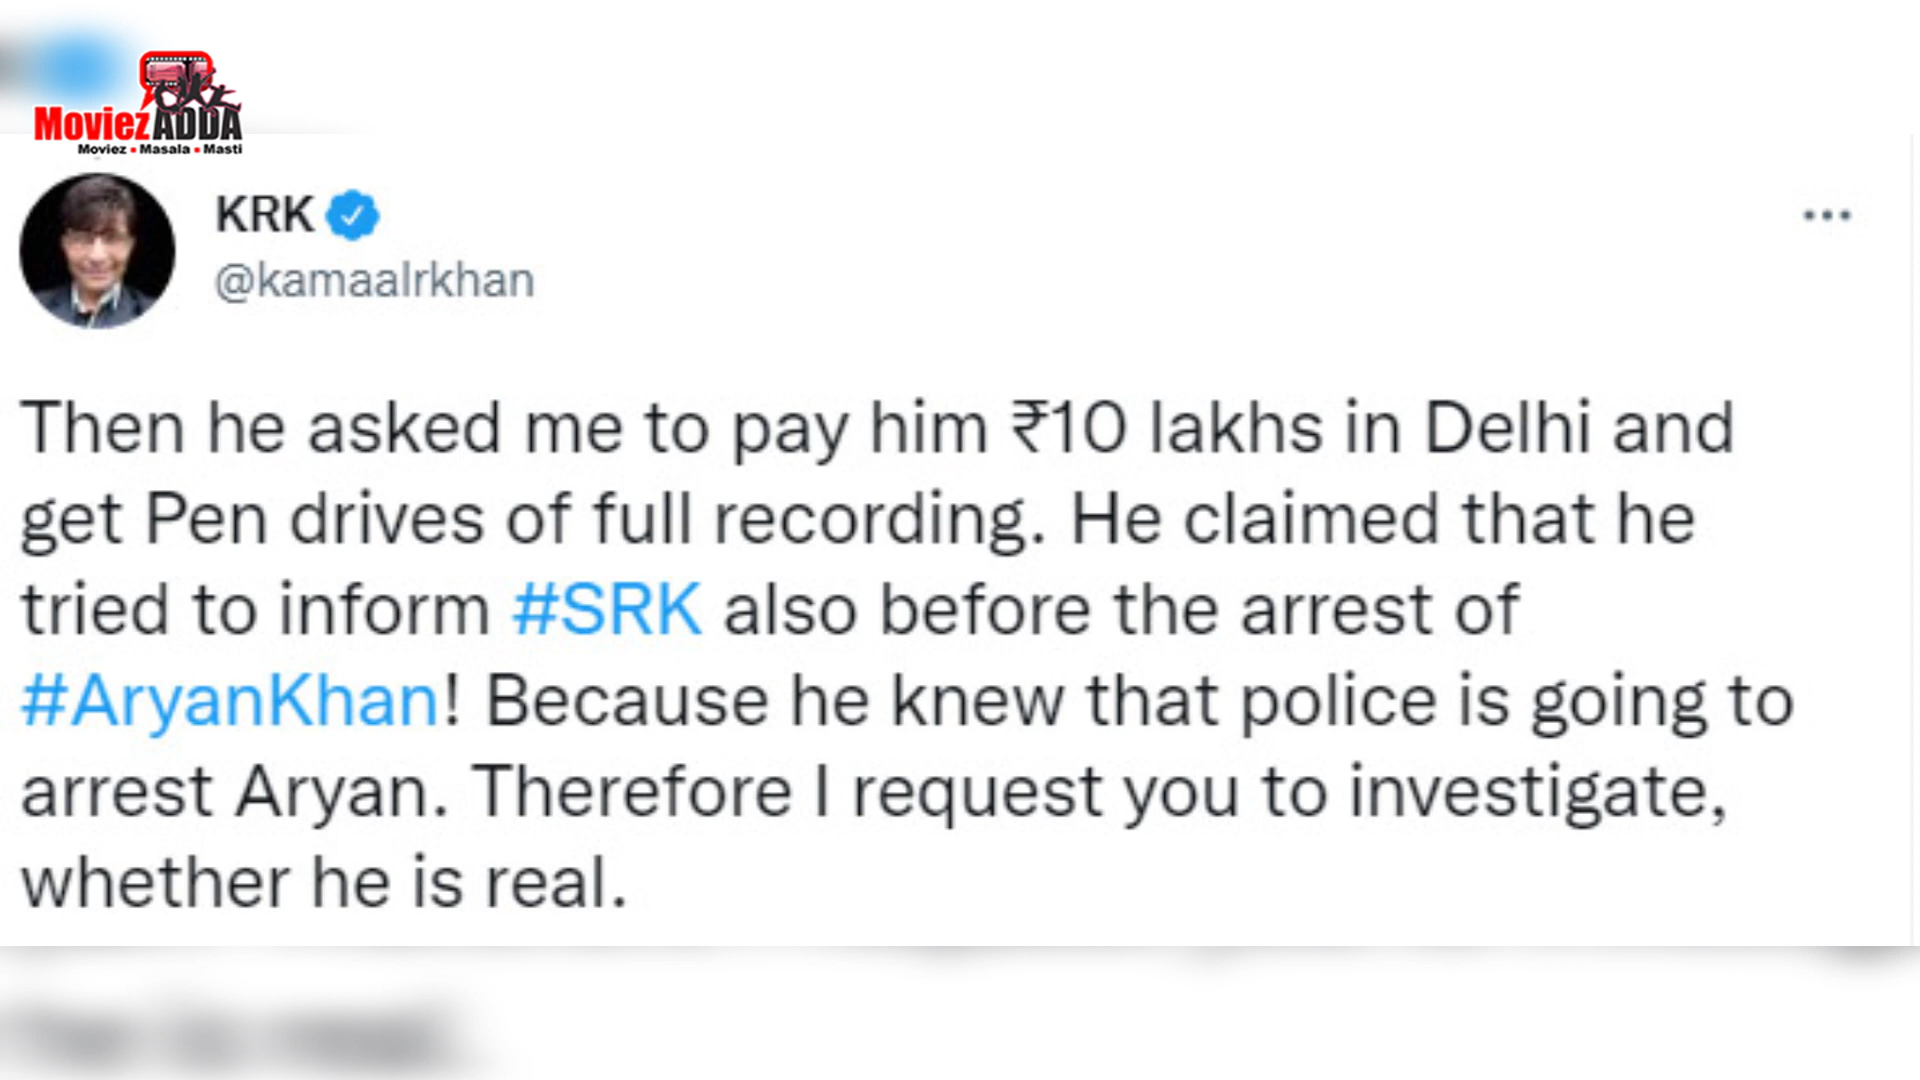 MoviezADDA
Moviez • Masala • Masti
KRK
@kamaalrkhan
Then he asked me to pay him ₹10 lakhs in Delhi and
get Pen drives of full recording. He claimed that he
tried to inform #SRK also before the arrest of
#AryanKhan! Because he knew that police is going to
arrest Aryan. Therefore I request you to investigate,
whether he is real.